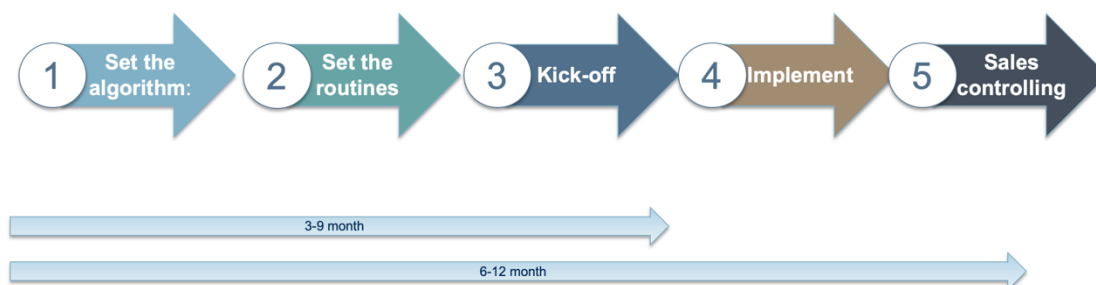 1
Set the
algorithm:
2
Set the
routines
3
Kick-off
4
Implement
5
Sales
controlling
3-9 month
6-12 month